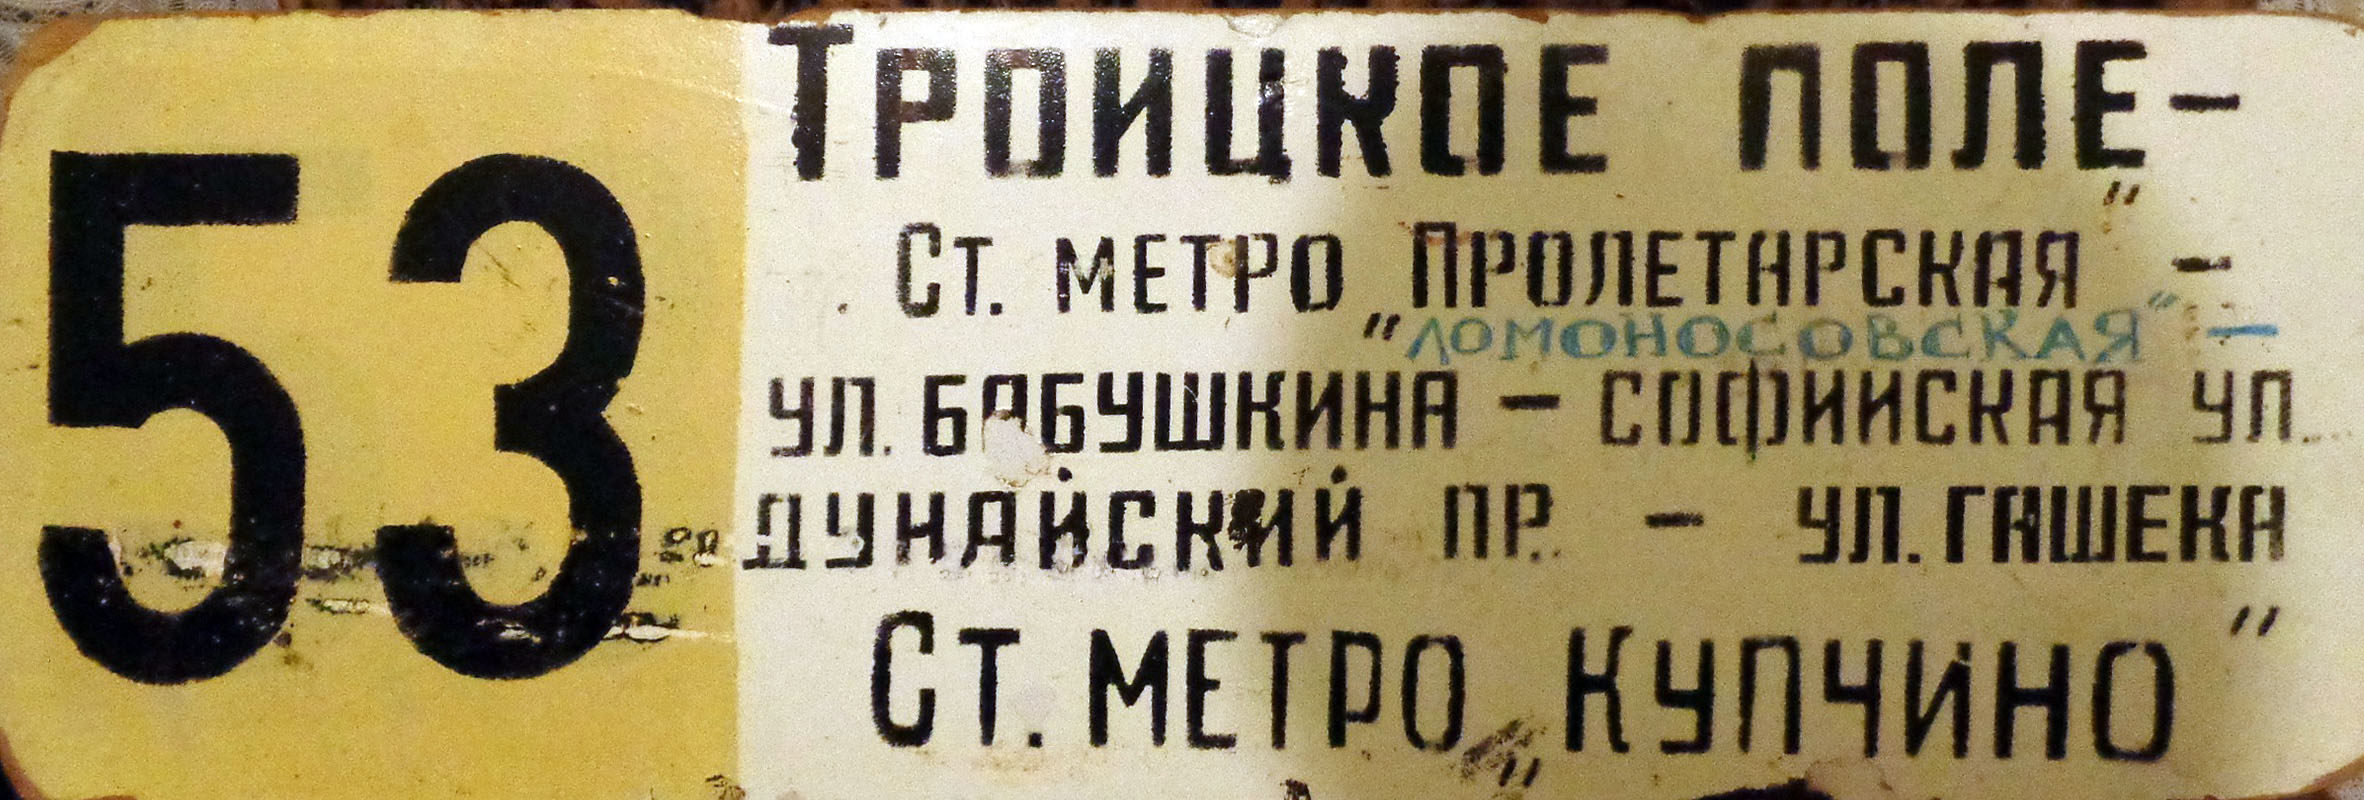 53
ТРОИЦКОЕ ПОЛЕ-
СТ. МЕТРО "ПРОЛЕТАРСКАЯ" -
"ЛОМОНОСОВСКАЯ" -
УЛ. БАБУШКИНА - СОФИЙСКАЯ УЛ.
ДУНАЙСКИЙ ПР. - УЛ. ГАШЕКА
СТ. МЕТРО "КУПЧИНО"